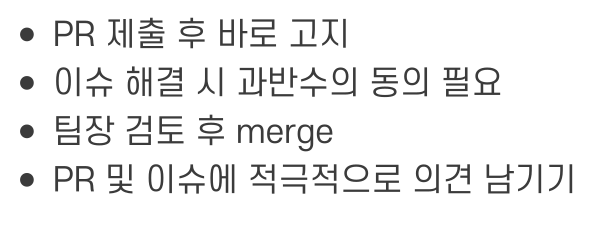 • PR 제출 후 바로 고지
• 이슈 해결 시 과반수의 동의 필요
• 팀장 검토 후 merge
• PR 및 이슈에 적극적으로 의견 남기기